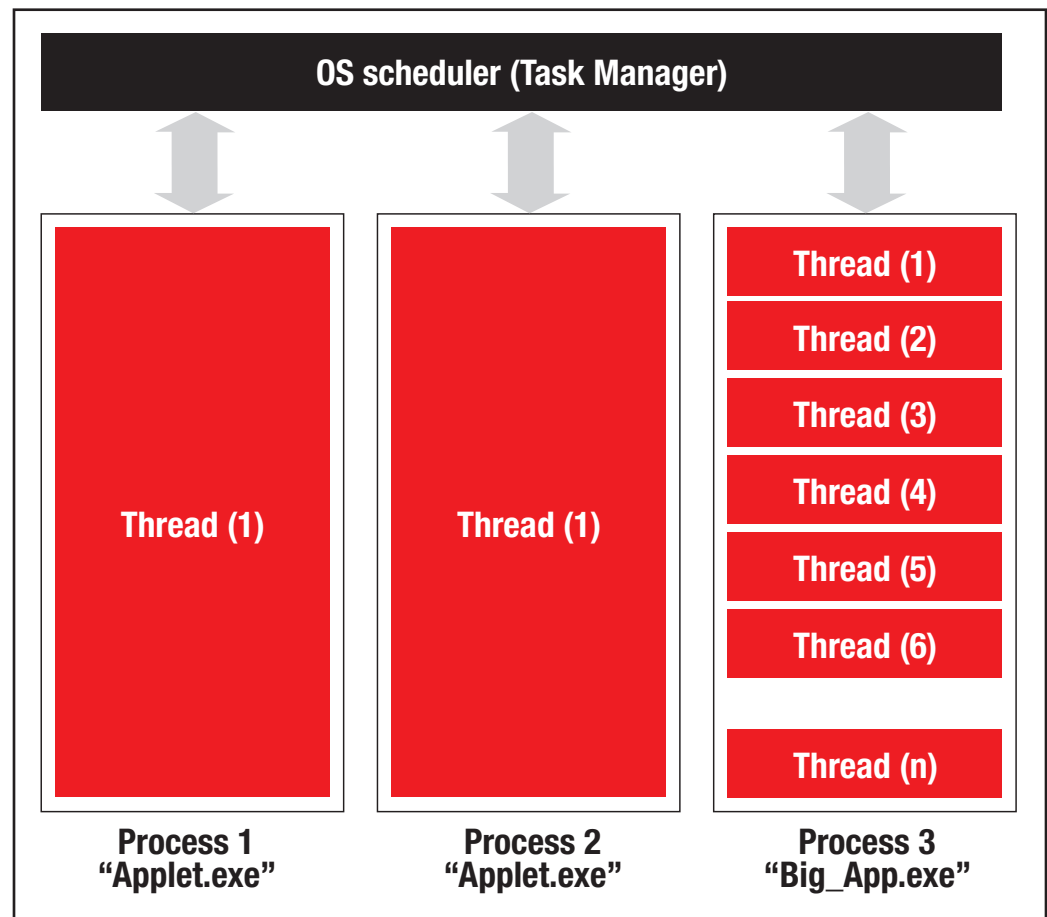 OS scheduler (Task Manager)
Thread (1)
Thread (1)
Thread (1)
Thread (2)
Thread (3)
Thread (4)
Thread (5)
Thread (6)
Thread (n)
Process 1
“Applet.exe”
Process 2
“Applet.exe”
Process 3
“Big_App.exe”